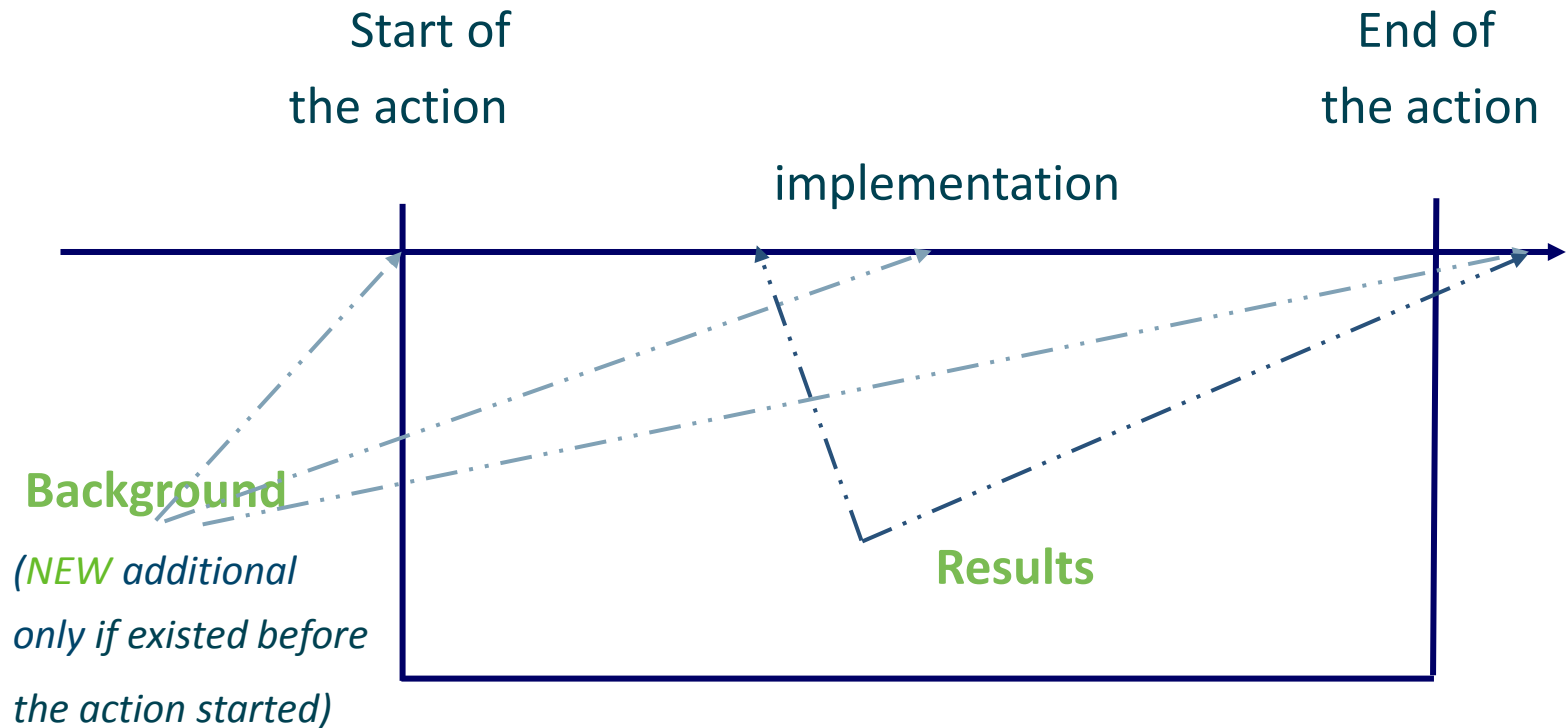 Start of
the action
End of
the action
implementation
Background
(NEW additional
only if existed before
the action started)
Results